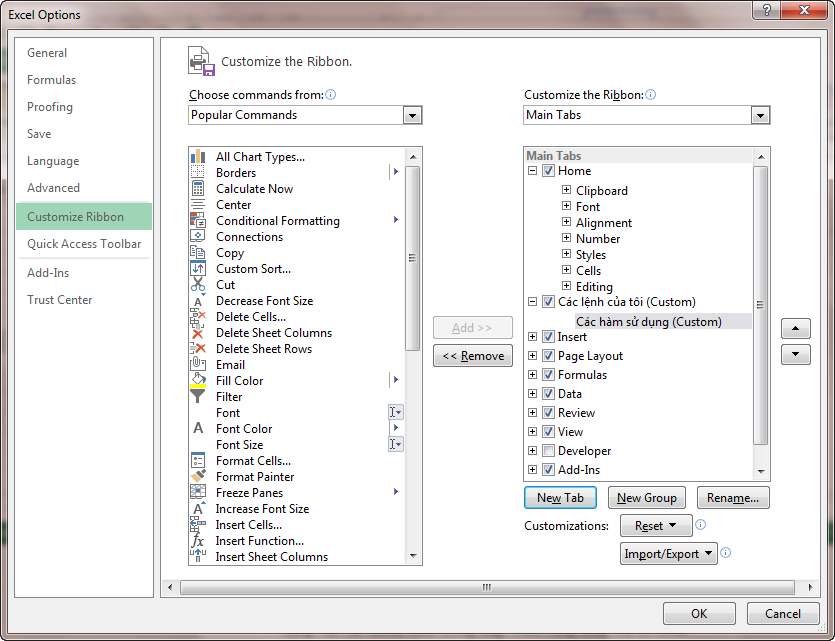 Excel Options
General
Formulas
Proofing
Save
Language
Advanced
Customize Ribbon
Quick Access Toolbar
Add-Ins
Trust Center
Customize the Ribbon.
Choose commands from:
Popular Commands
All Chart Types...
Borders
Calculate Now
Center
Conditional Formatting
Connections
Copy
Custom Sort...
Cut
Decrease Font Size
Delete Cells...
Delete Sheet Columns
Delete Sheet Rows
Email
Fill Color
Filter
Font
Font Color
Font Size
Format Cells...
Format Painter
Freeze Panes
Increase Font Size
Insert Cells...
Insert Function...
Insert Sheet Columns
Add >>
<< Remove
Customize the Ribbon:
Main Tabs
Main Tabs
Home
Clipboard
Font
Alignment
Number
Styles
Cells
Editing
Các lệnh của tôi (Custom)
Các hàm sử dụng (Custom)
Insert
Page Layout
Formulas
Data
Review
View
Developer
Add-Ins
New Tab
New Group
Rename...
Customizations:
Reset
Import/Export
OK
Cancel